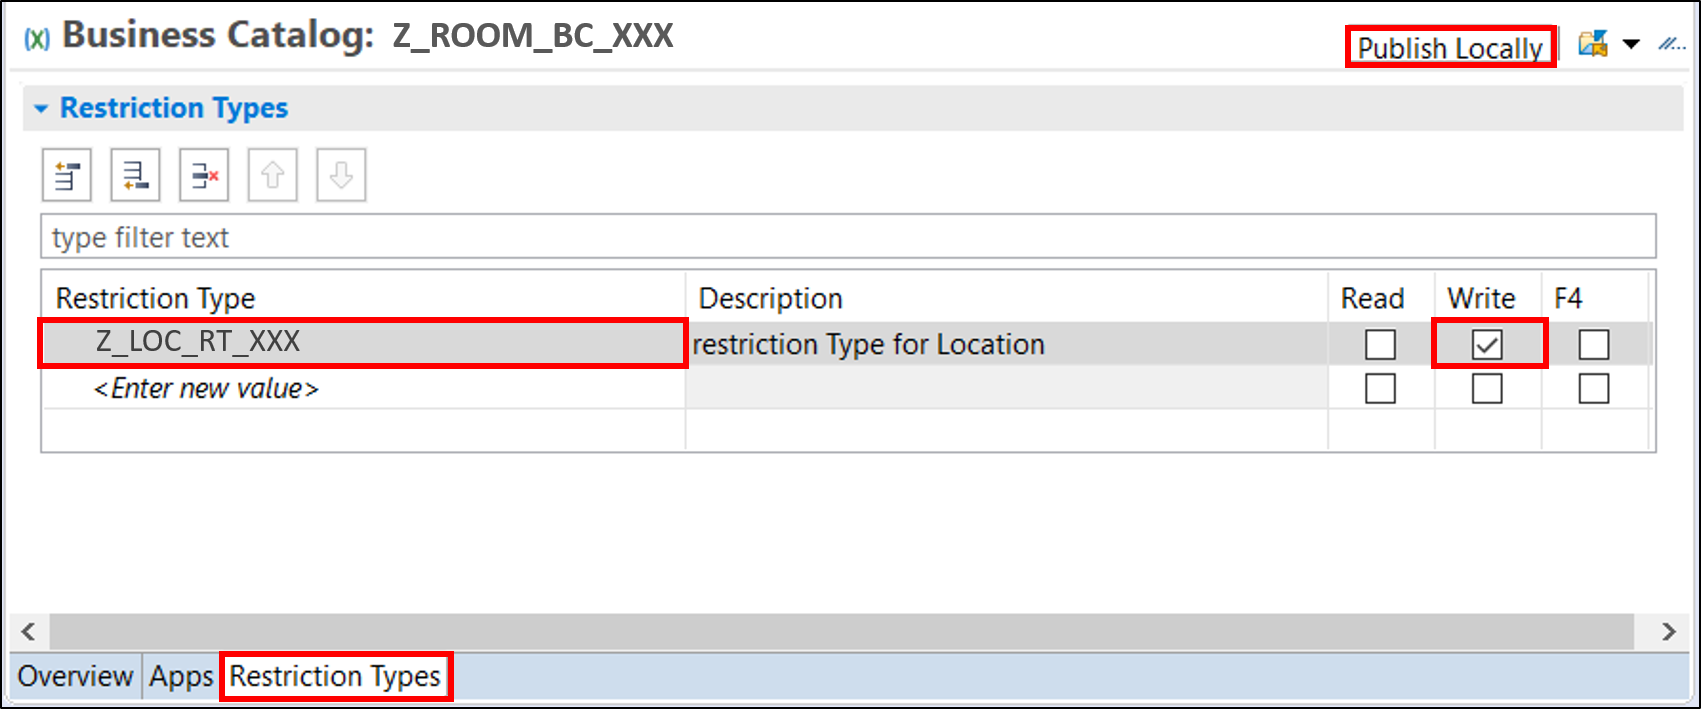 (x) Business Catalog: Z_ROOM_BC_XXX
Publish Locally
Restriction Types
type filter text
Restriction Type Description Read Write F4
Z_LOC_RT_XXX restriction Type for Location
<Enter new value>
Overview Apps Restriction Types